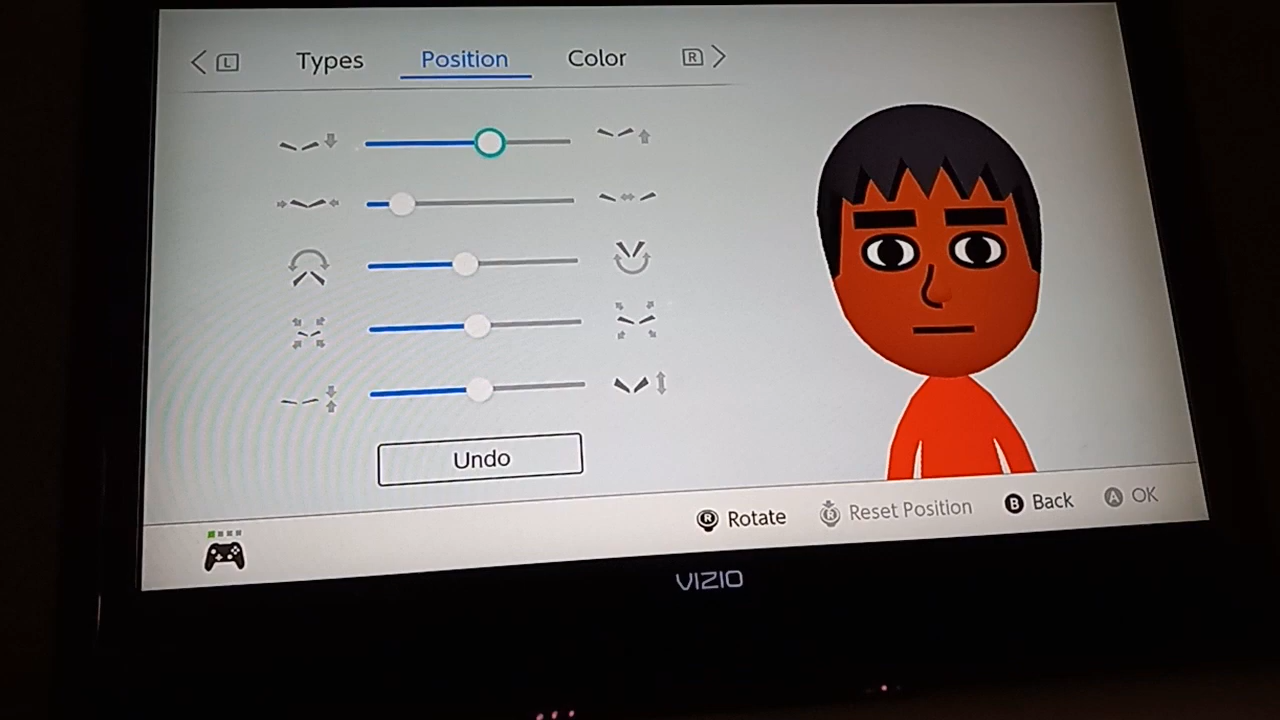 L Types Position Color R
Undo
R Rotate R Reset Position B Back A OK
VIZIO